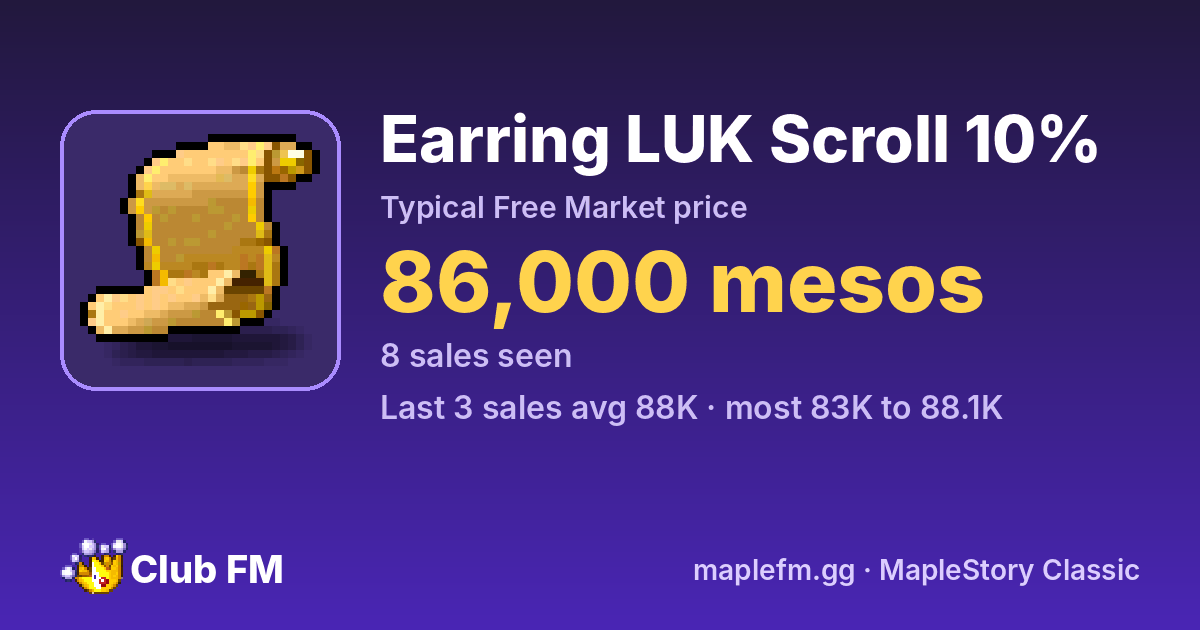 Earring LUK Scroll 10%
Typical Free Market price
86,000 mesos
8 sales seen
Last 3 sales avg 88K · most 83K to 88.1K
Club FM
maplefm.gg · MapleStory Classic